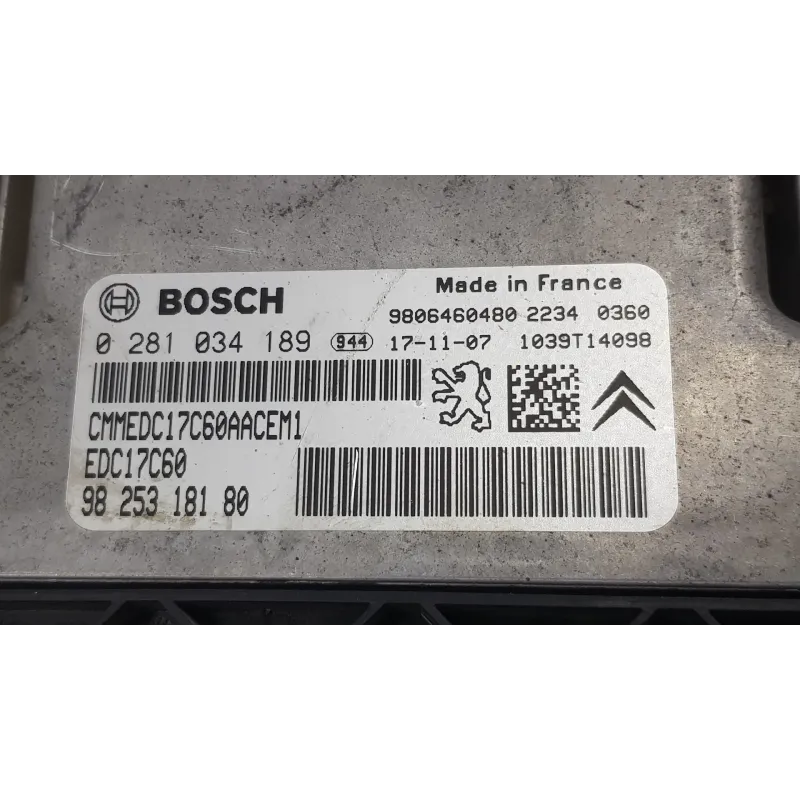 BOSCH Made in France
9806460480 2234 0360
0 281 034 189 944 17-11-07 1039T14098
CMMEDC17C60AACEM1
EDC17C60
98 253 181 80